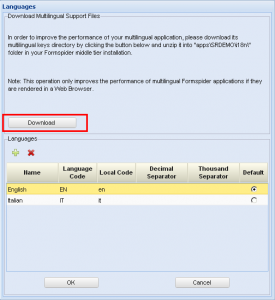 Languages
Download Multilingual Support Files
In order to improve the performance of your multilingual application, please download its
multilingual keys directory by clicking the button below and unzip it into "apps\SRDEMO\i18n\"
folder in your Formspider middle tier installation.
Note: This operation only improves the performance of multilingual Formspider applications if they
are rendered in a Web Browser.
Download
Languages
Name Language Code Local Code Decimal Separator Thousand Separator Default
English EN en
Italian IT it
OK Cancel